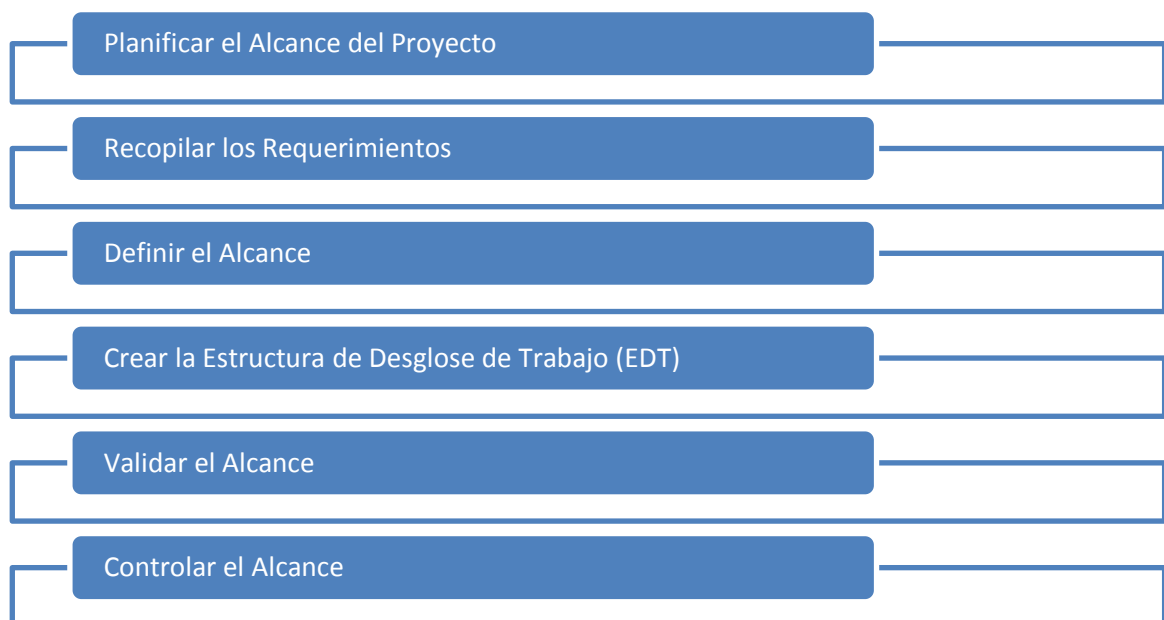 Planificar el Alcance del Proyecto
Recopilar los Requerimientos
Definir el Alcance
Crear la Estructura de Desglose de Trabajo (EDT)
Validar el Alcance
Controlar el Alcance